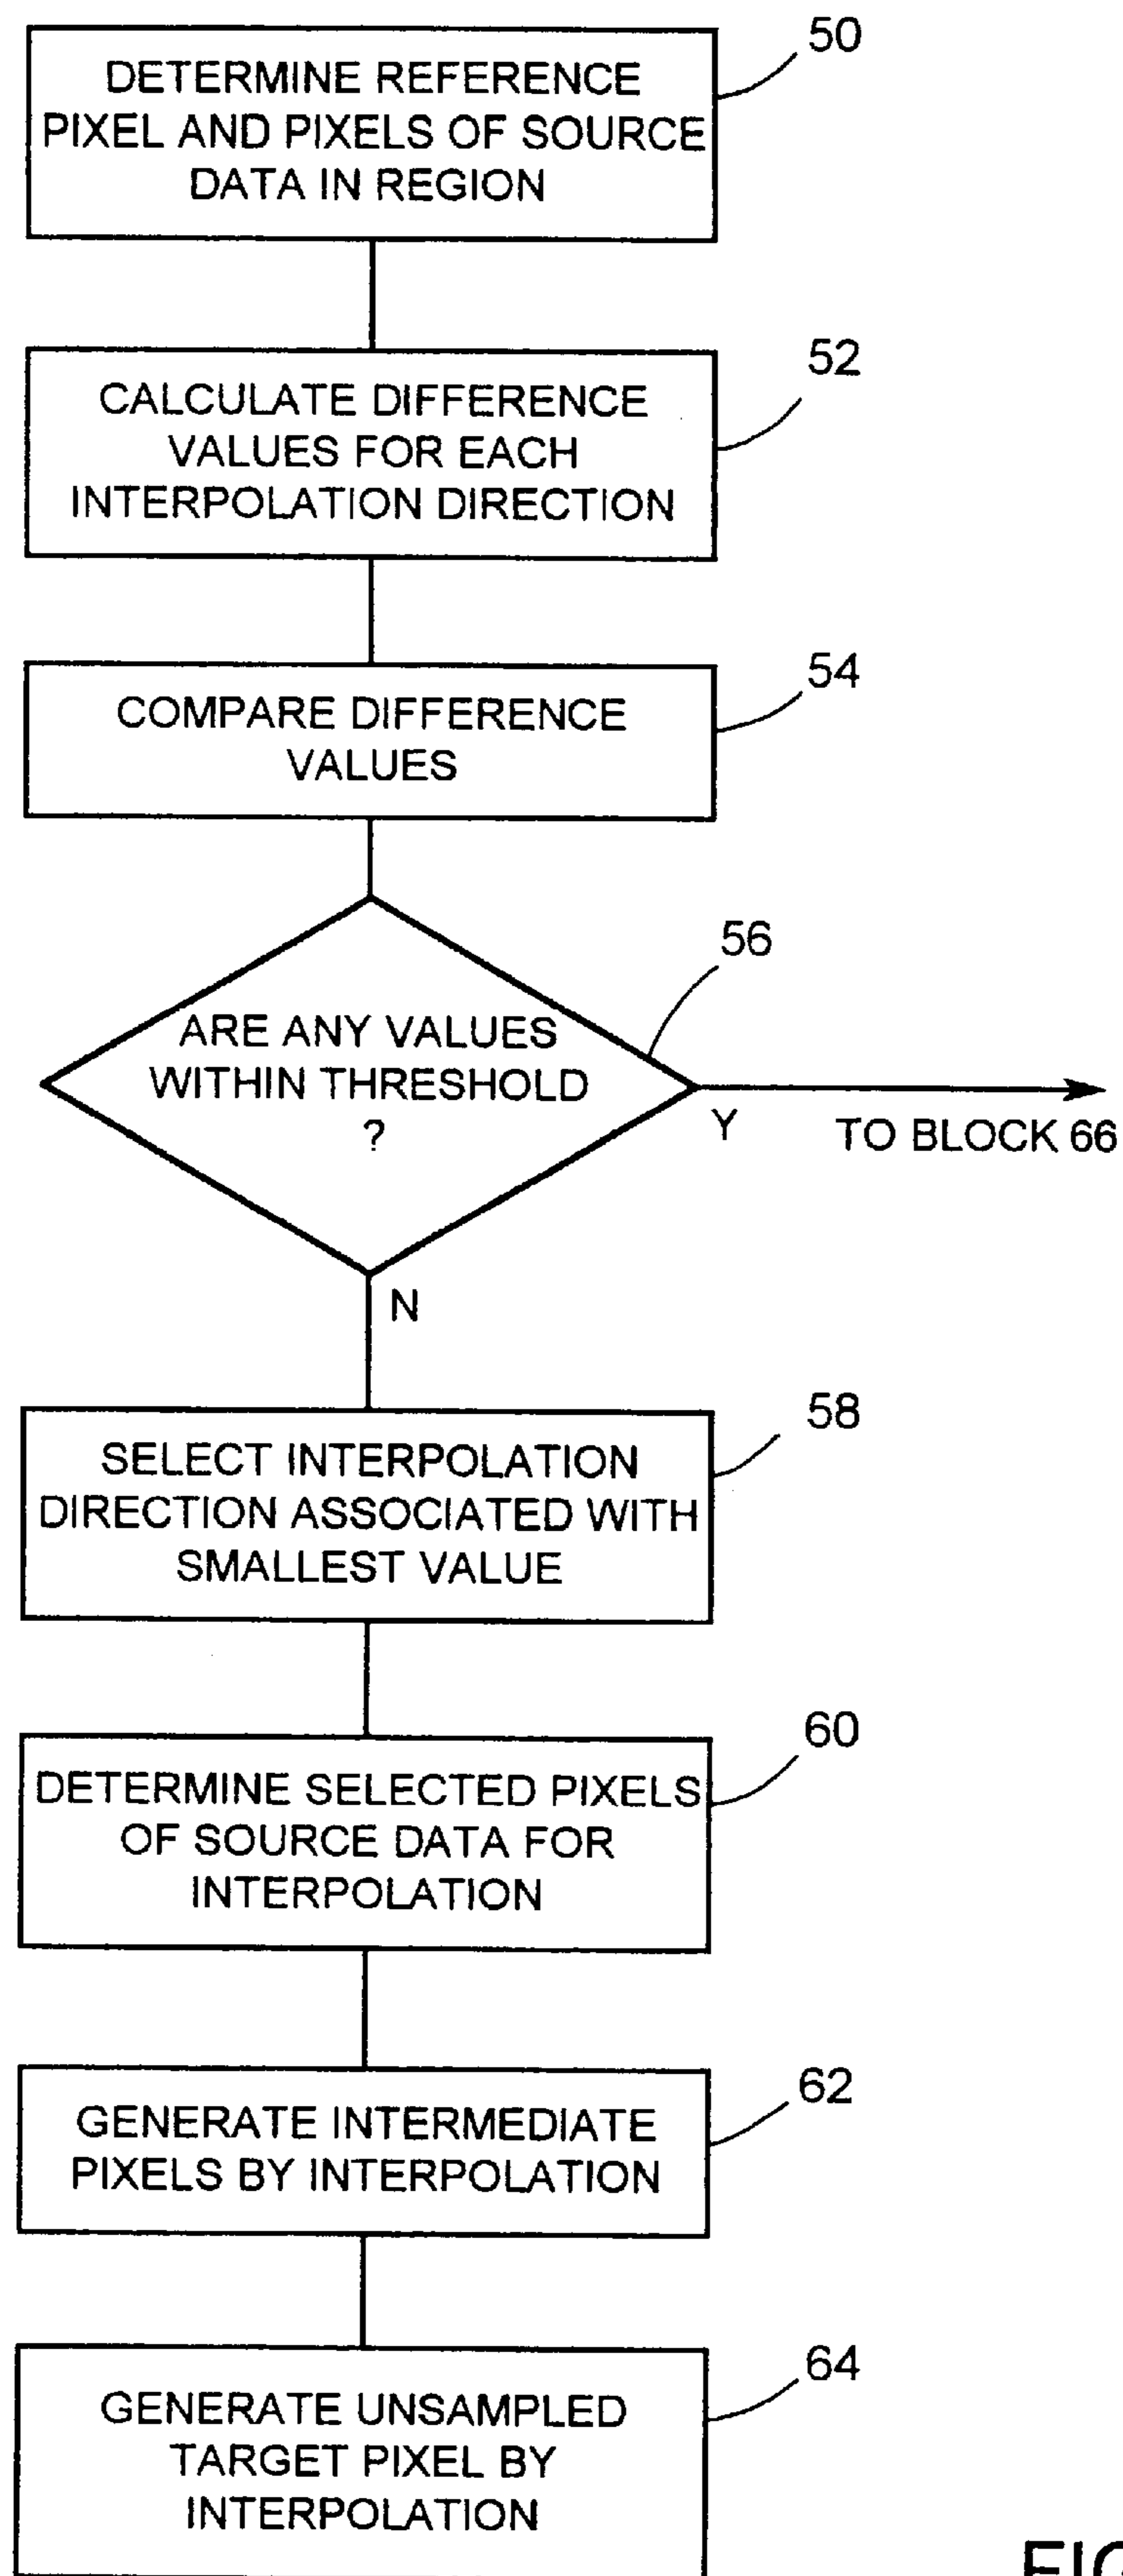 50
DETERMINE REFERENCE
PIXEL AND PIXELS OF SOURCE
DATA IN REGION
52
CALCULATE DIFFERENCE
VALUES FOR EACH
INTERPOLATION DIRECTION
54
COMPARE DIFFERENCE
VALUES
56
ARE ANY VALUES
WITHIN THRESHOLD
?
Y
TO BLOCK 66
N
58
SELECT INTERPOLATION
DIRECTION ASSOCIATED WITH
SMALLEST VALUE
60
DETERMINE SELECTED PIXELS
OF SOURCE DATA FOR
INTERPOLATION
62
GENERATE INTERMEDIATE
PIXELS BY INTERPOLATION
64
GENERATE UNSAMPLED
TARGET PIXEL BY
INTERPOLATION